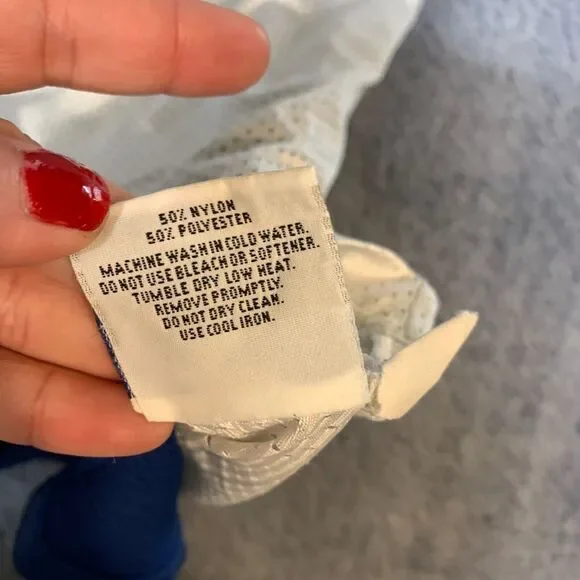 50% NYLON
50% POLYESTER
MACHINE WASH IN COLD WATER.
DO NOT USE BLEACH OR SOFTENER.
TUMBLE DRY LOW HEAT.
REMOVE PROMPTLY.
DO NOT DRY CLEAN.
USE COOL IRON.